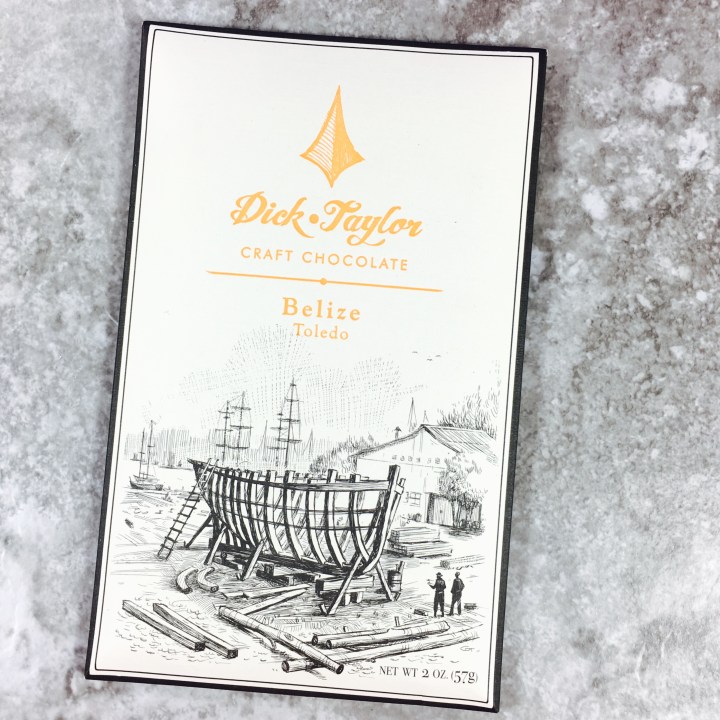 Dick • Taylor
CRAFT CHOCOLATE
Belize
Toledo
NET WT 2 OZ. (57g)